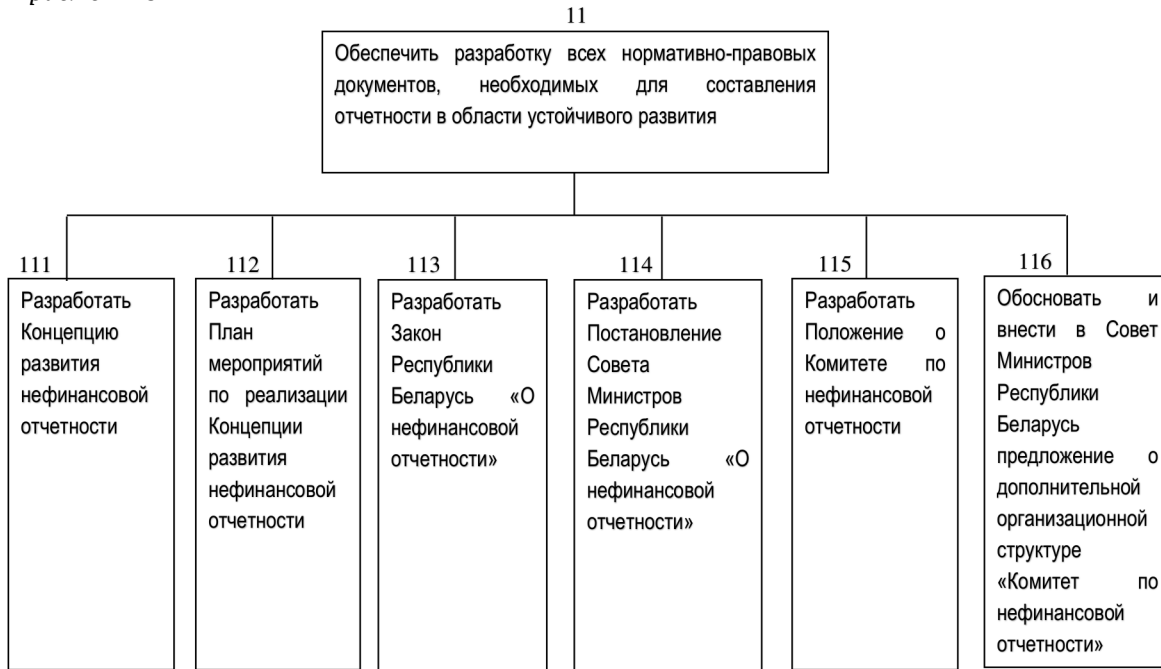 11
Обеспечить разработку всех нормативно-правовых
документов, необходимых для составления
отчетности в области устойчивого развития
111
Разработать
Концепцию
развития
нефинансовой
отчетности
112
Разработать
План
мероприятий
по реализации
Концепции
развития
нефинансовой
отчетности
113
Разработать
Закон
Республики
Беларусь «О
нефинансовой
отчетности»
114
Разработать
Постановление
Совета
Министров
Республики
Беларусь «О
нефинансовой
отчетности»
115
Разработать
Положение о
Комитете по
нефинансовой
отчетности
116
Обосновать и
внести в Совет
Министров
Республики
Беларусь
предложение о
дополнительной
организационной
структуре
«Комитет по
нефинансовой
отчетности»